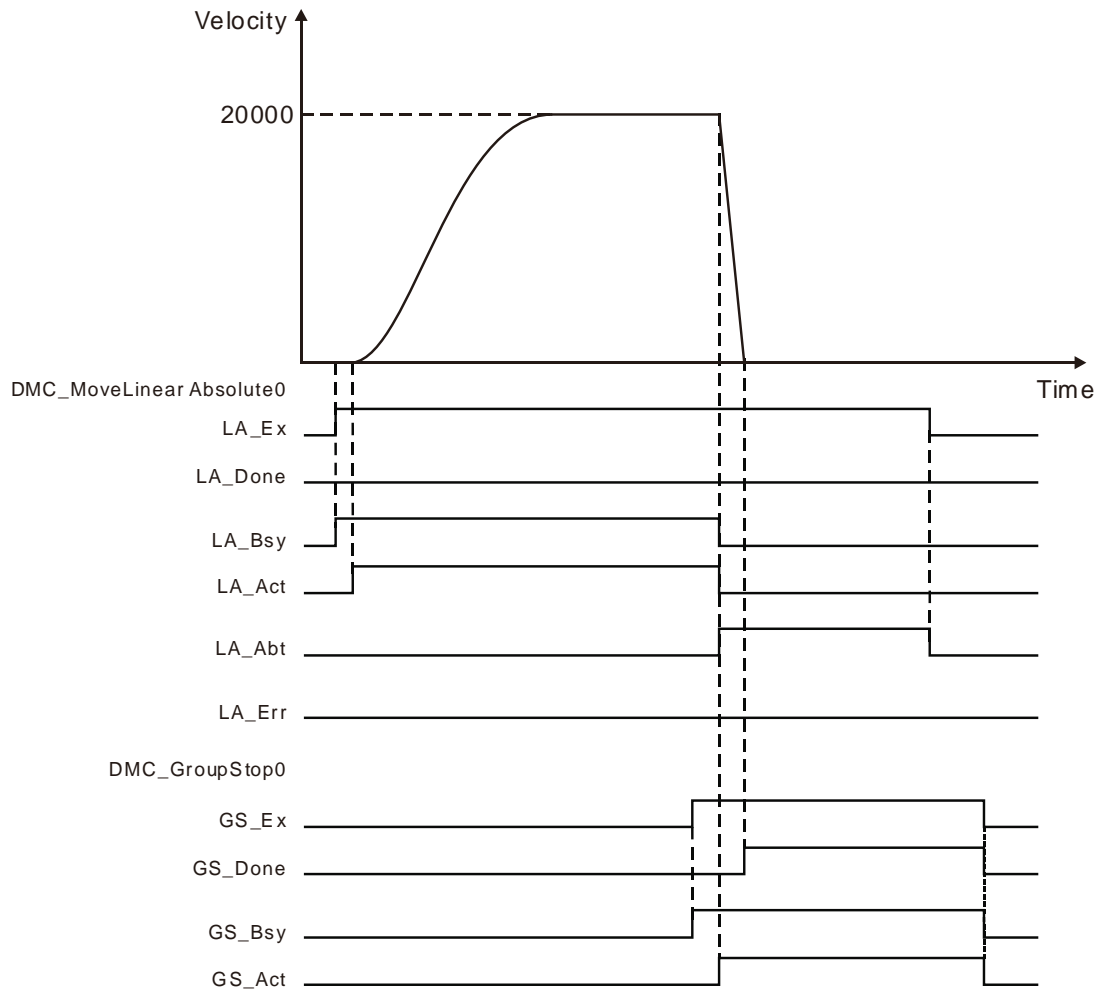 Velocity
20000
Time
DMC_MoveLinear Absolute0
LA_Ex
LA_Done
LA_Bsy
LA_Act
LA_Abt
LA_Err
DMC_GroupStop0
GS_Ex
GS_Done
GS_Bsy
GS_Act